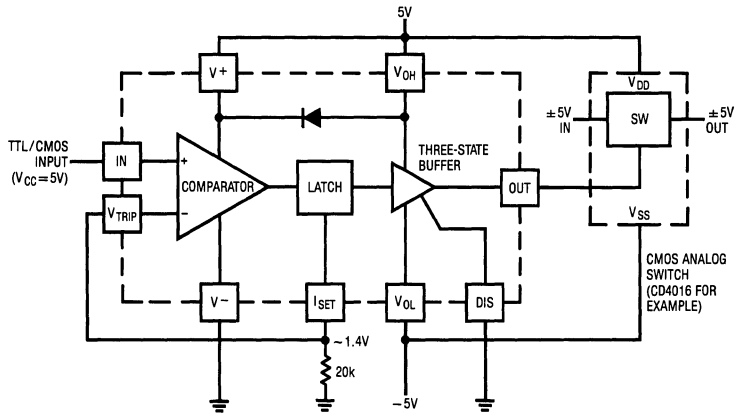 5V
V+
VOH
VDD
±5V
IN
SW
±5V
OUT
TTL/CMOS
INPUT
(VCC=5V)
IN
+
COMPARATOR
−
VTRIP
LATCH
THREE-STATE
BUFFER
OUT
VSS
CMOS ANALOG
SWITCH
(CD4016 FOR
EXAMPLE)
V−
ISET
VOL
DIS
~1.4V
20k
−5V